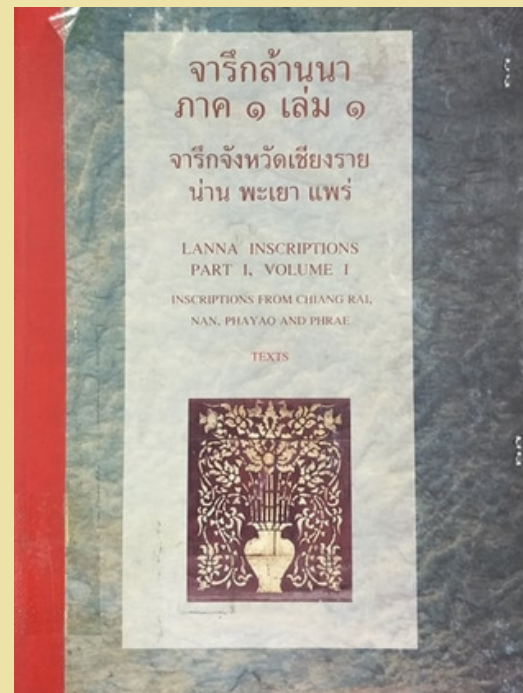 จารึกล้านนา
ภาค ๑ เล่ม ๑
จารึกจังหวัดเชียงราย
น่าน พะเยา แพร่
LANNA INSCRIPTIONS
PART I, VOLUME I
INSCRIPTIONS FROM CHIANG RAI,
NAN, PHAYAO AND PHRAE
TEXTS